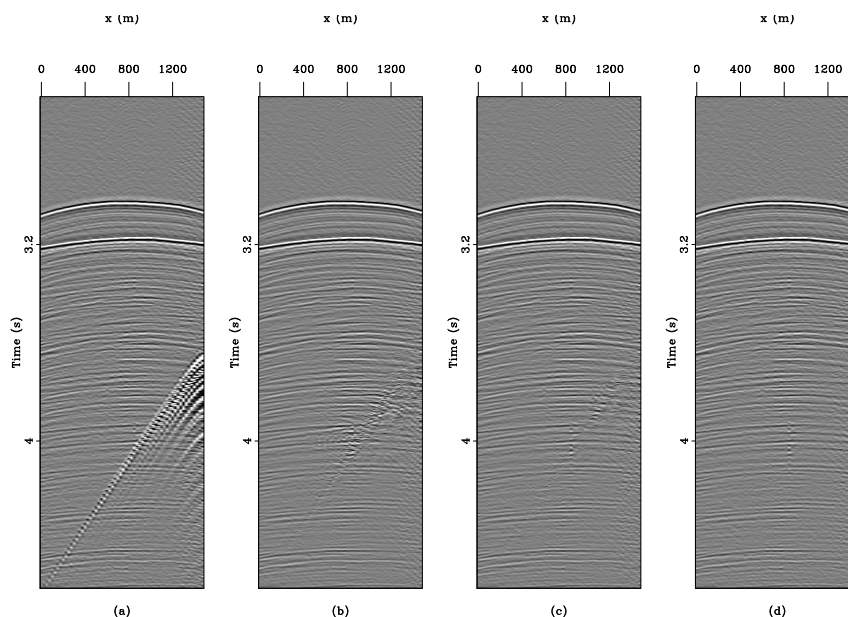 x (m) x (m) x (m) x (m)
0 400 800 1200 0 400 800 1200 0 400 800 1200 0 400 800 1200
3.2 3.2 3.2 3.2
Time (s) Time (s) Time (s) Time (s)
4 4 4 4
(a) (b) (c) (d)